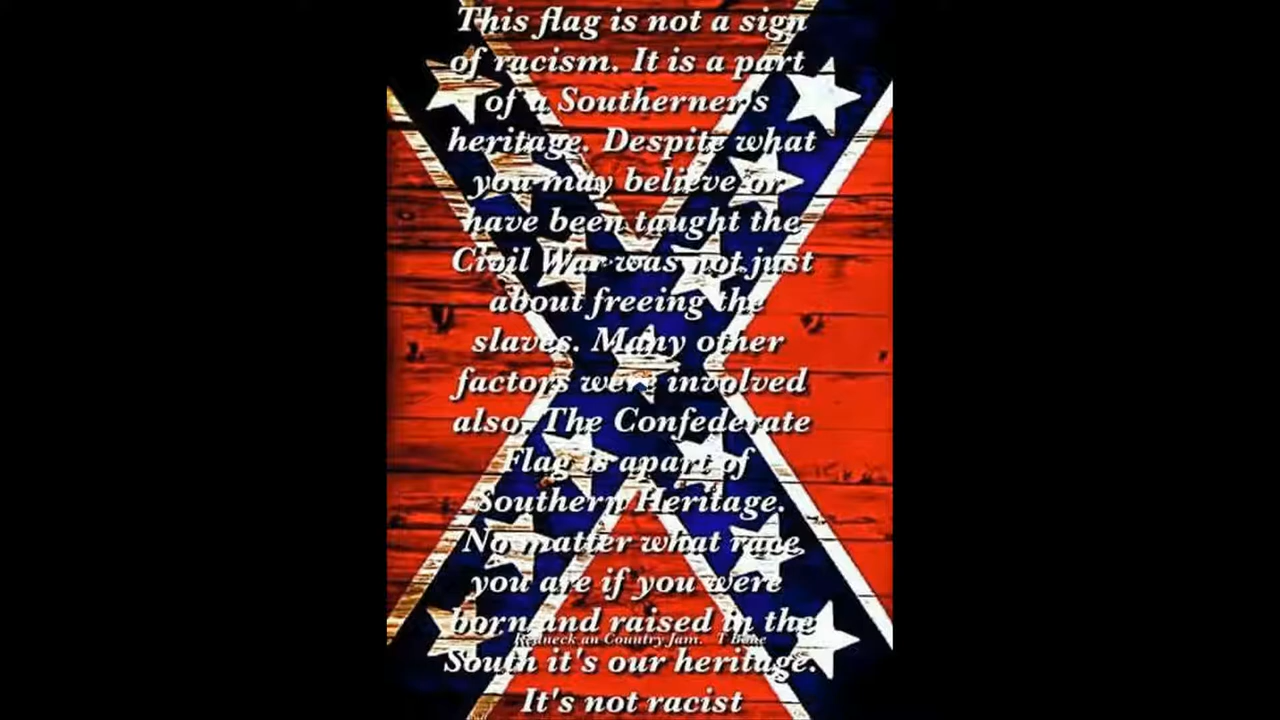 This flag is not a sign
of racism. It is a part
of a Southerner's
heritage. Despite what
you may believe or
have been taught the
Civil War was not just
about freeing the
slaves. Many other
factors were involved
also. The Confederate
Flag is apart of
Southern Heritage.
No matter what race
you are if you were
born and raised in the
Redneck an Country Jam. T Bone
South it's our heritage.
It's not racist